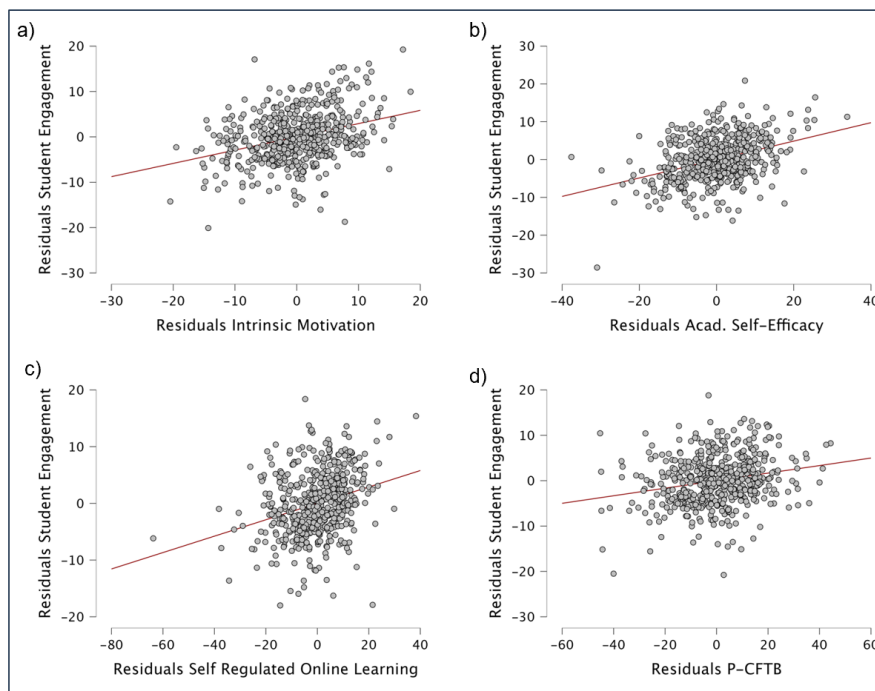 a)
Residuals Student Engagement
20
10
0
−10
−20
−30
−30 −20 −10 0 10 20
Residuals Intrinsic Motivation
b)
Residuals Student Engagement
30
20
10
0
−10
−20
−30
−40 −20 0 20 40 60
Residuals Acad. Self-Efficacy
c)
Residuals Student Engagement
20
10
0
−10
−20
−80 −60 −40 −20 0 20 40
Residuals Self Regulated Online Learning
d)
Residuals Student Engagement
20
10
0
−10
−20
−30
−60 −40 −20 0 20 40 60
Residuals P-CFTB